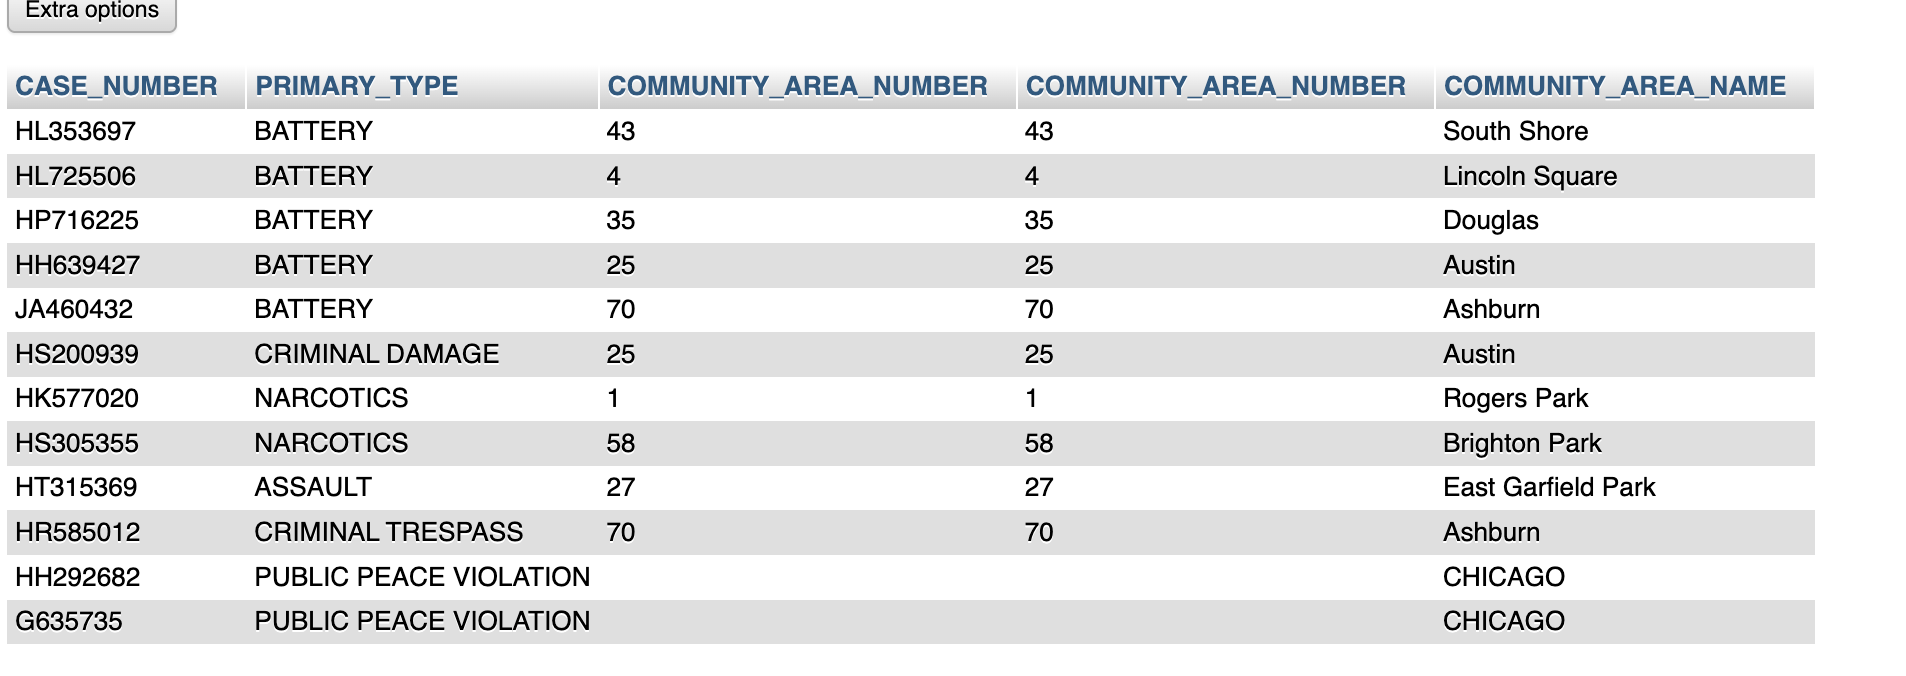 Extra options
CASE_NUMBER PRIMARY_TYPE COMMUNITY_AREA_NUMBER COMMUNITY_AREA_NUMBER COMMUNITY_AREA_NAME
HL353697 BATTERY 43 43 South Shore
HL725506 BATTERY 4 4 Lincoln Square
HP716225 BATTERY 35 35 Douglas
HH639427 BATTERY 25 25 Austin
JA460432 BATTERY 70 70 Ashburn
HS200939 CRIMINAL DAMAGE 25 25 Austin
HK577020 NARCOTICS 1 1 Rogers Park
HS305355 NARCOTICS 58 58 Brighton Park
HT315369 ASSAULT 27 27 East Garfield Park
HR585012 CRIMINAL TRESPASS 70 70 Ashburn
HH292682 PUBLIC PEACE VIOLATION CHICAGO
G635735 PUBLIC PEACE VIOLATION CHICAGO